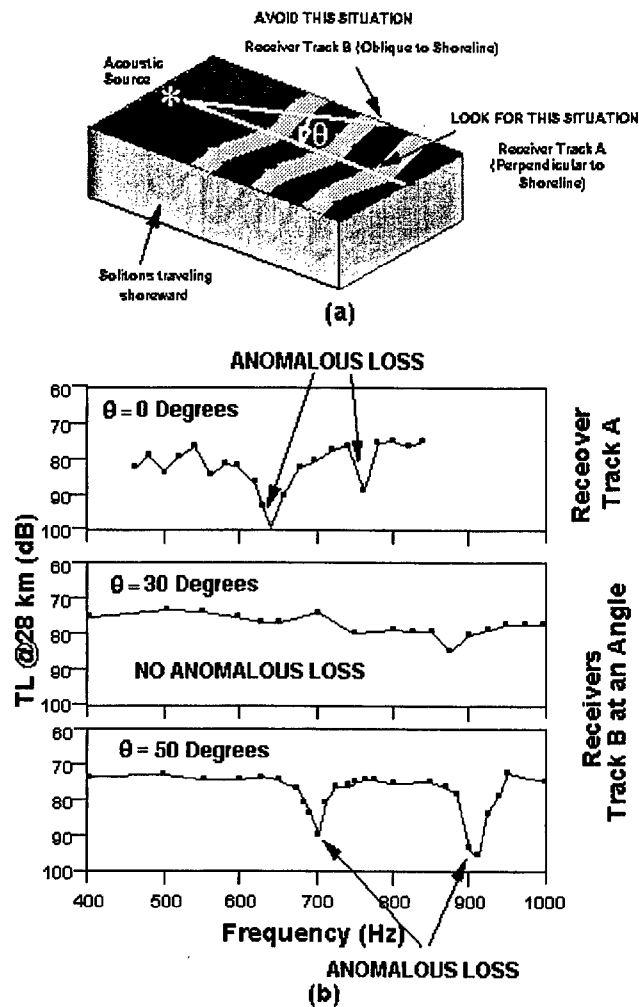 AVOID THIS SITUATION
Receiver Track B (Oblique to Shoreline)
Acoustic
Source
LOOK FOR THIS SITUATION
θ
Receiver Track A
(Perpendicular to
Shoreline)
Solitons traveling
shoreward
(a)
ANOMALOUS LOSS
TL @28 km (dB)
60
70
80
90
100
θ = 0 Degrees
Receover
Track A
60
70
80
90
100
θ = 30 Degrees
NO ANOMALOUS LOSS
Receivers
Track B at an Angle
60
70
80
90
100
θ = 50 Degrees
400 500 600 700 800 900 1000
Frequency (Hz)
ANOMALOUS LOSS
(b)